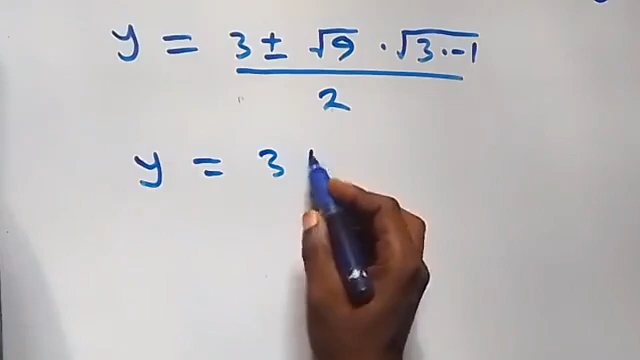 y = 3 ± √9 · √3·-1
2
y = 3